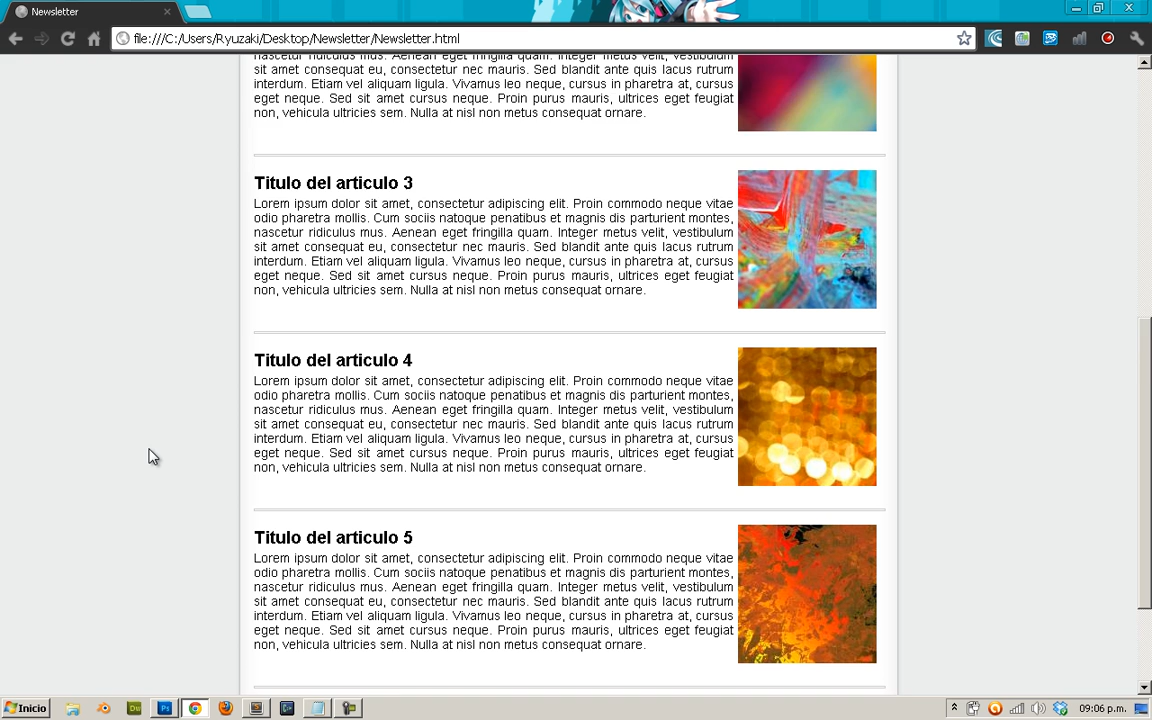 Newsletter
file:///C:/Users/Ryuzaki/Desktop/Newsletter/Newsletter.html
nascetur ridiculus mus. Aenean eget fringilla quam. Integer metus velit, vestibulum
sit amet consequat eu, consectetur nec mauris. Sed blandit ante quis lacus rutrum
interdum. Etiam vel aliquam ligula. Vivamus leo neque, cursus in pharetra at, cursus
eget neque. Sed sit amet cursus neque. Proin purus mauris, ultrices eget feugiat
non, vehicula ultricies sem. Nulla at nisl non metus consequat ornare.
Titulo del articulo 3
Lorem ipsum dolor sit amet, consectetur adipiscing elit. Proin commodo neque vitae
odio pharetra mollis. Cum sociis natoque penatibus et magnis dis parturient montes,
nascetur ridiculus mus. Aenean eget fringilla quam. Integer metus velit, vestibulum
sit amet consequat eu, consectetur nec mauris. Sed blandit ante quis lacus rutrum
interdum. Etiam vel aliquam ligula. Vivamus leo neque, cursus in pharetra at, cursus
eget neque. Sed sit amet cursus neque. Proin purus mauris, ultrices eget feugiat
non, vehicula ultricies sem. Nulla at nisl non metus consequat ornare.
Titulo del articulo 4
Lorem ipsum dolor sit amet, consectetur adipiscing elit. Proin commodo neque vitae
odio pharetra mollis. Cum sociis natoque penatibus et magnis dis parturient montes,
nascetur ridiculus mus. Aenean eget fringilla quam. Integer metus velit, vestibulum
sit amet consequat eu, consectetur nec mauris. Sed blandit ante quis lacus rutrum
interdum. Etiam vel aliquam ligula. Vivamus leo neque, cursus in pharetra at, cursus
eget neque. Sed sit amet cursus neque. Proin purus mauris, ultrices eget feugiat
non, vehicula ultricies sem. Nulla at nisl non metus consequat ornare.
Titulo del articulo 5
Lorem ipsum dolor sit amet, consectetur adipiscing elit. Proin commodo neque vitae
odio pharetra mollis. Cum sociis natoque penatibus et magnis dis parturient montes,
nascetur ridiculus mus. Aenean eget fringilla quam. Integer metus velit, vestibulum
sit amet consequat eu, consectetur nec mauris. Sed blandit ante quis lacus rutrum
interdum. Etiam vel aliquam ligula. Vivamus leo neque, cursus in pharetra at, cursus
eget neque. Sed sit amet cursus neque. Proin purus mauris, ultrices eget feugiat
non, vehicula ultricies sem. Nulla at nisl non metus consequat ornare.
Inicio
Dw
Ps
09:06 p.m.